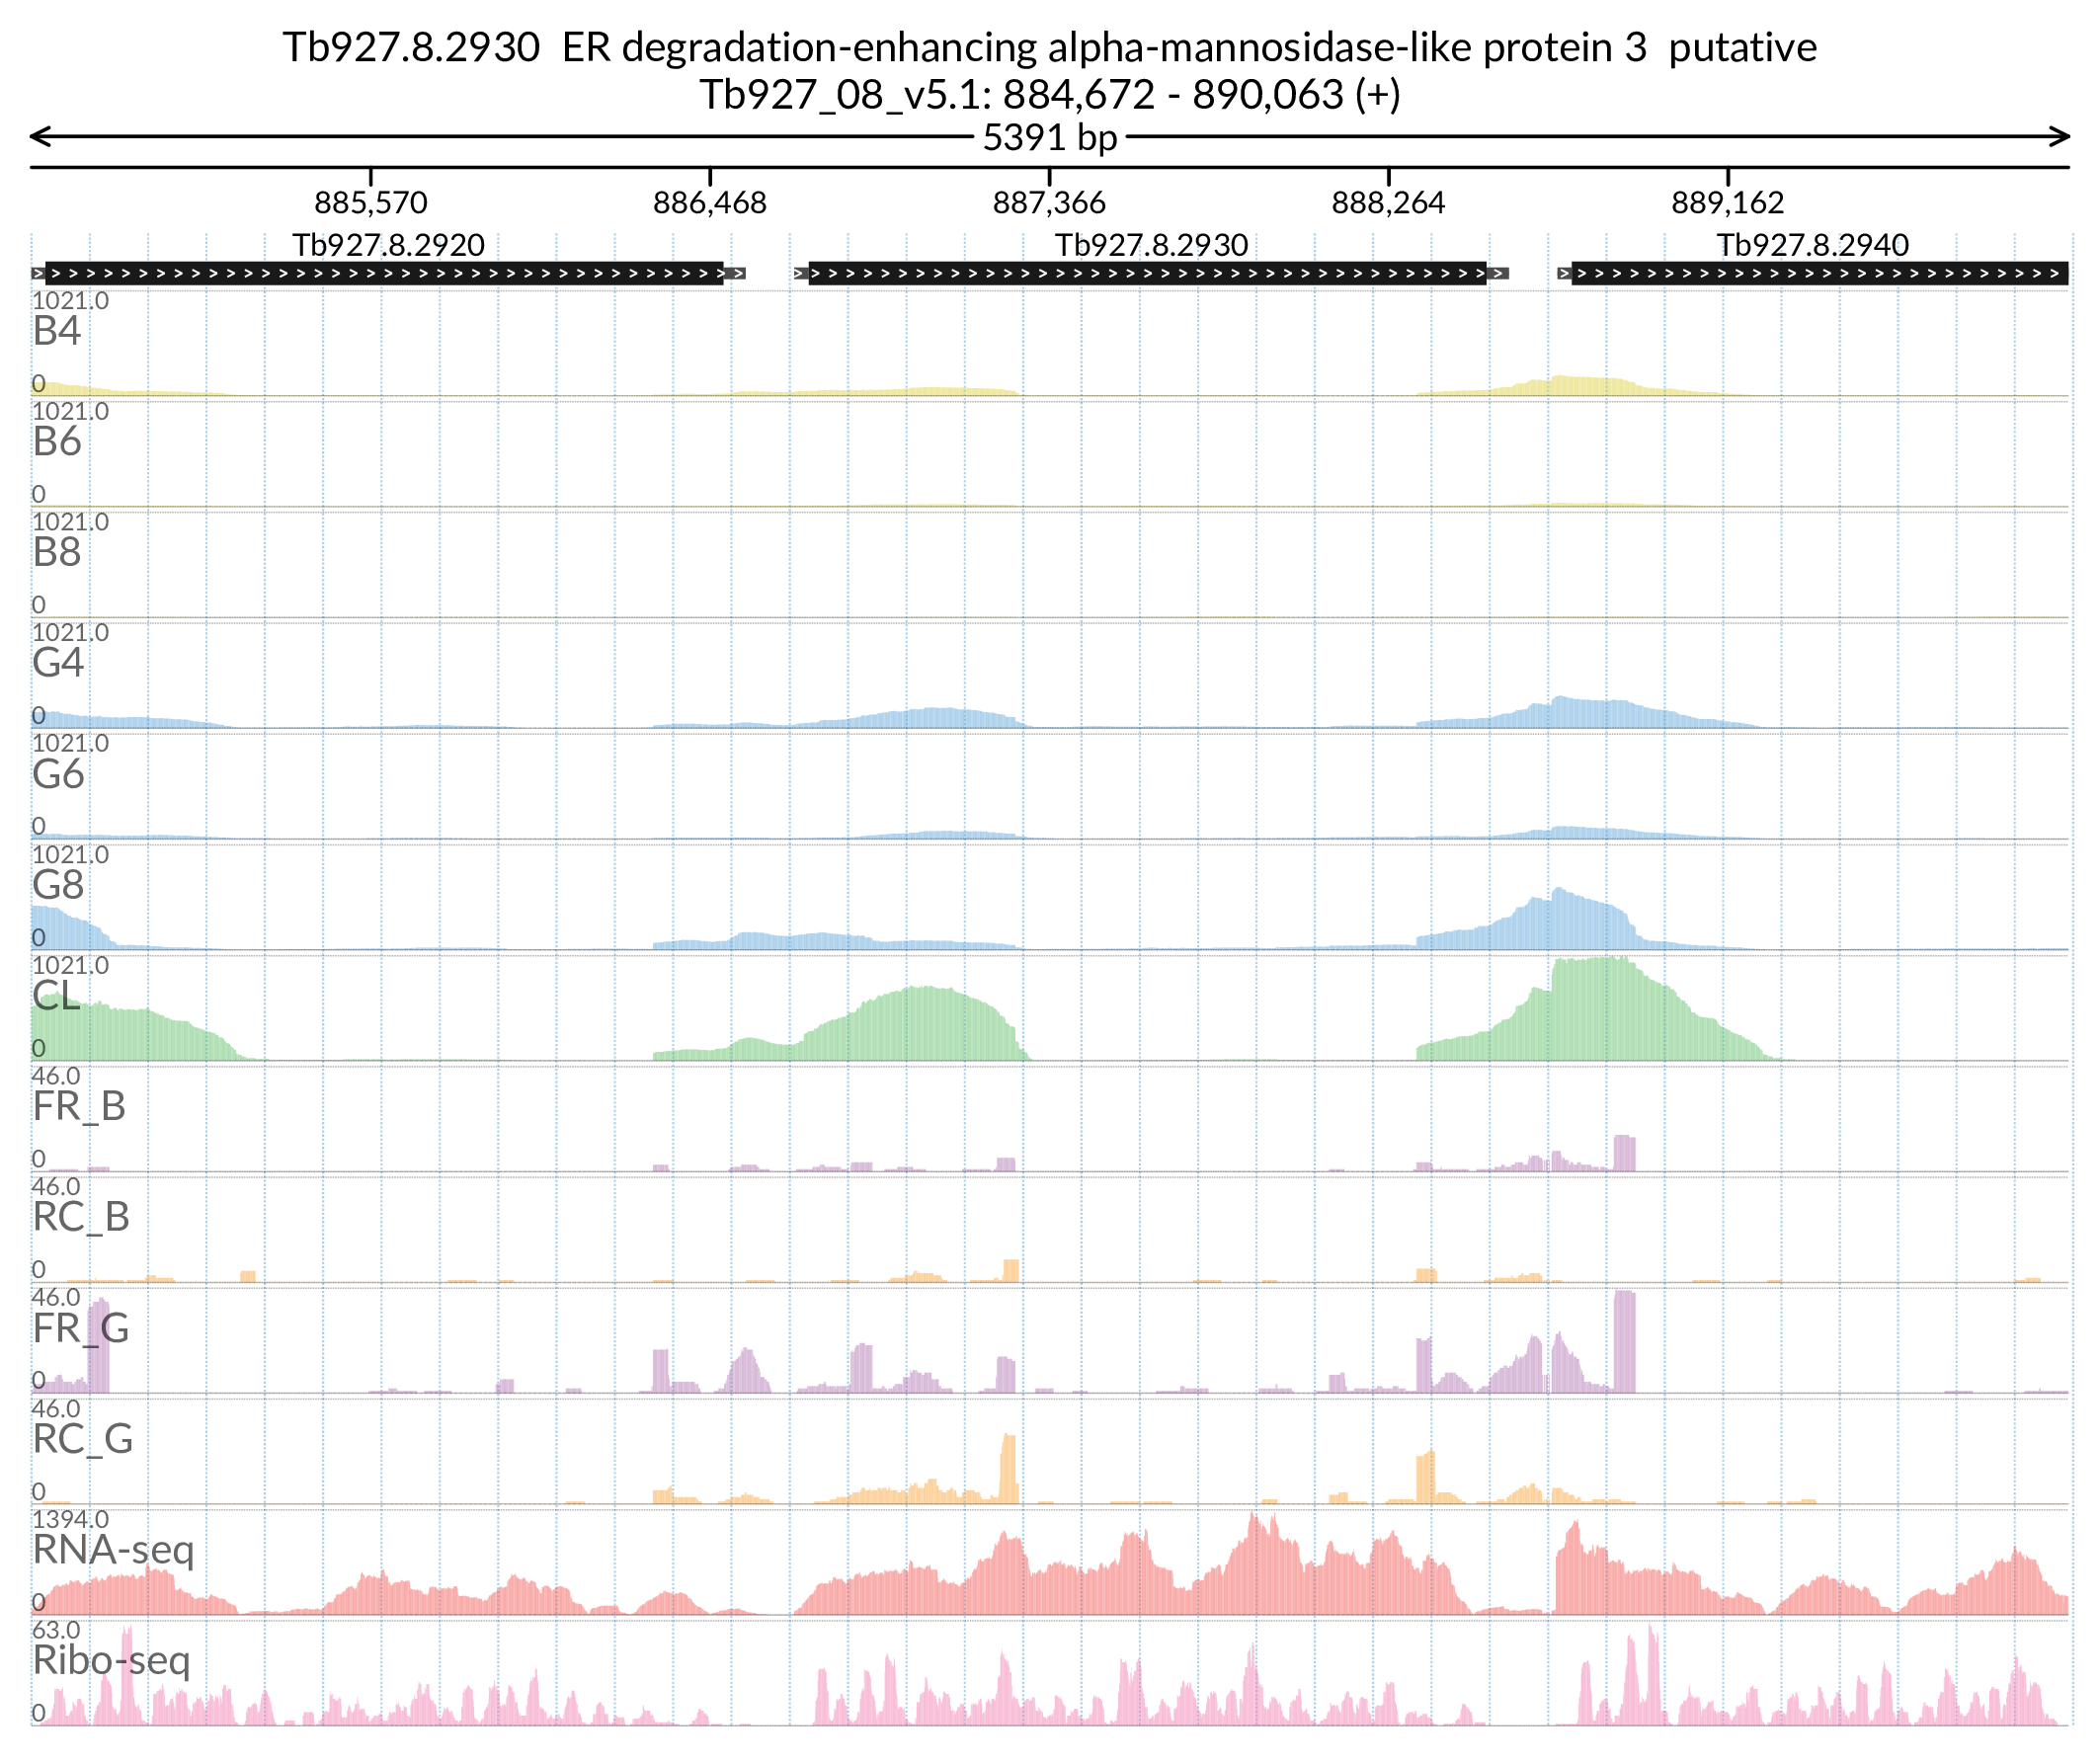 Tb927.8.2930  ER degradation-enhancing alpha-mannosidase-like protein 3  putative
Tb927_08_v5.1: 884,672 - 890,063 (+)
5391 bp
885,570 886,468 887,366 888,264 889,162
Tb927.8.2920 Tb927.8.2930 Tb927.8.2940
1021.0
B4
0
1021.0
B6
0
1021.0
B8
0
1021.0
G4
0
1021.0
G6
0
1021.0
G8
0
1021.0
CL
0
46.0
FR_B
0
46.0
RC_B
0
46.0
FR_G
0
46.0
RC_G
0
1394.0
RNA-seq
0
63.0
Ribo-seq
0